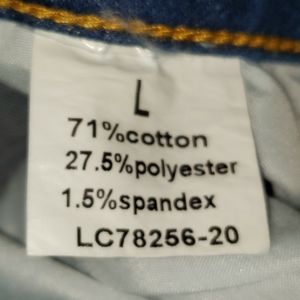 L
71%cotton
27.5%polyester
1.5%spandex
LC78256-20